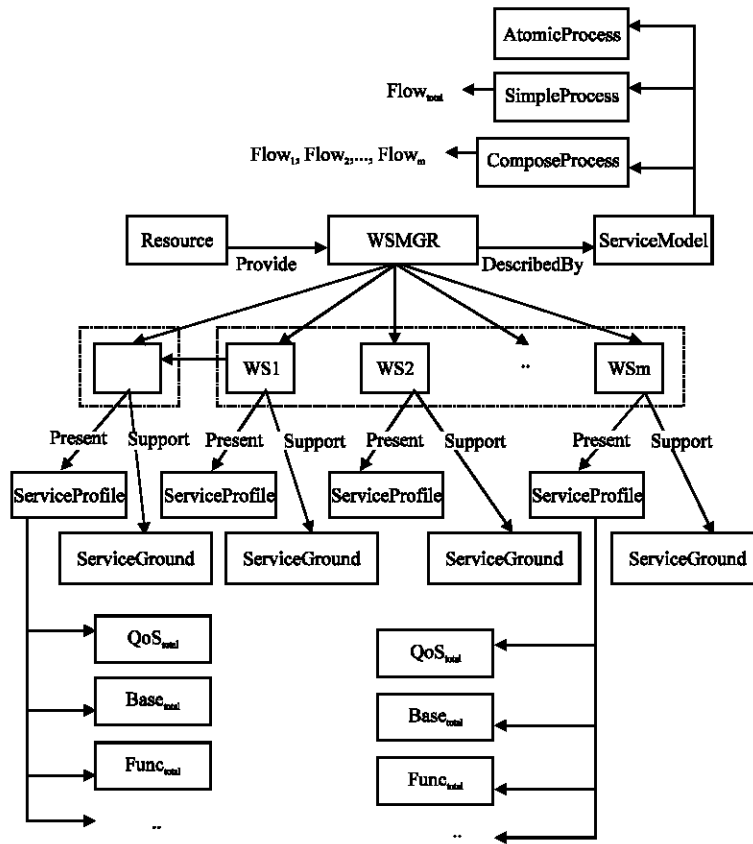 AtomicProcess
Flow_total
SimpleProcess
Flow_1, Flow_2,..., Flow_m
ComposeProcess
Resource
WSMGR
ServiceModel
Provide
DescribedBy
WS1
WS2
..
WSm
Present
Support
Present
Support
Present
Support
Present
Support
ServiceProfile
ServiceProfile
ServiceProfile
ServiceProfile
ServiceGround
ServiceGround
ServiceGround
ServiceGround
QoS_total
QoS_total
Base_total
Base_total
Func_total
Func_total
..
..